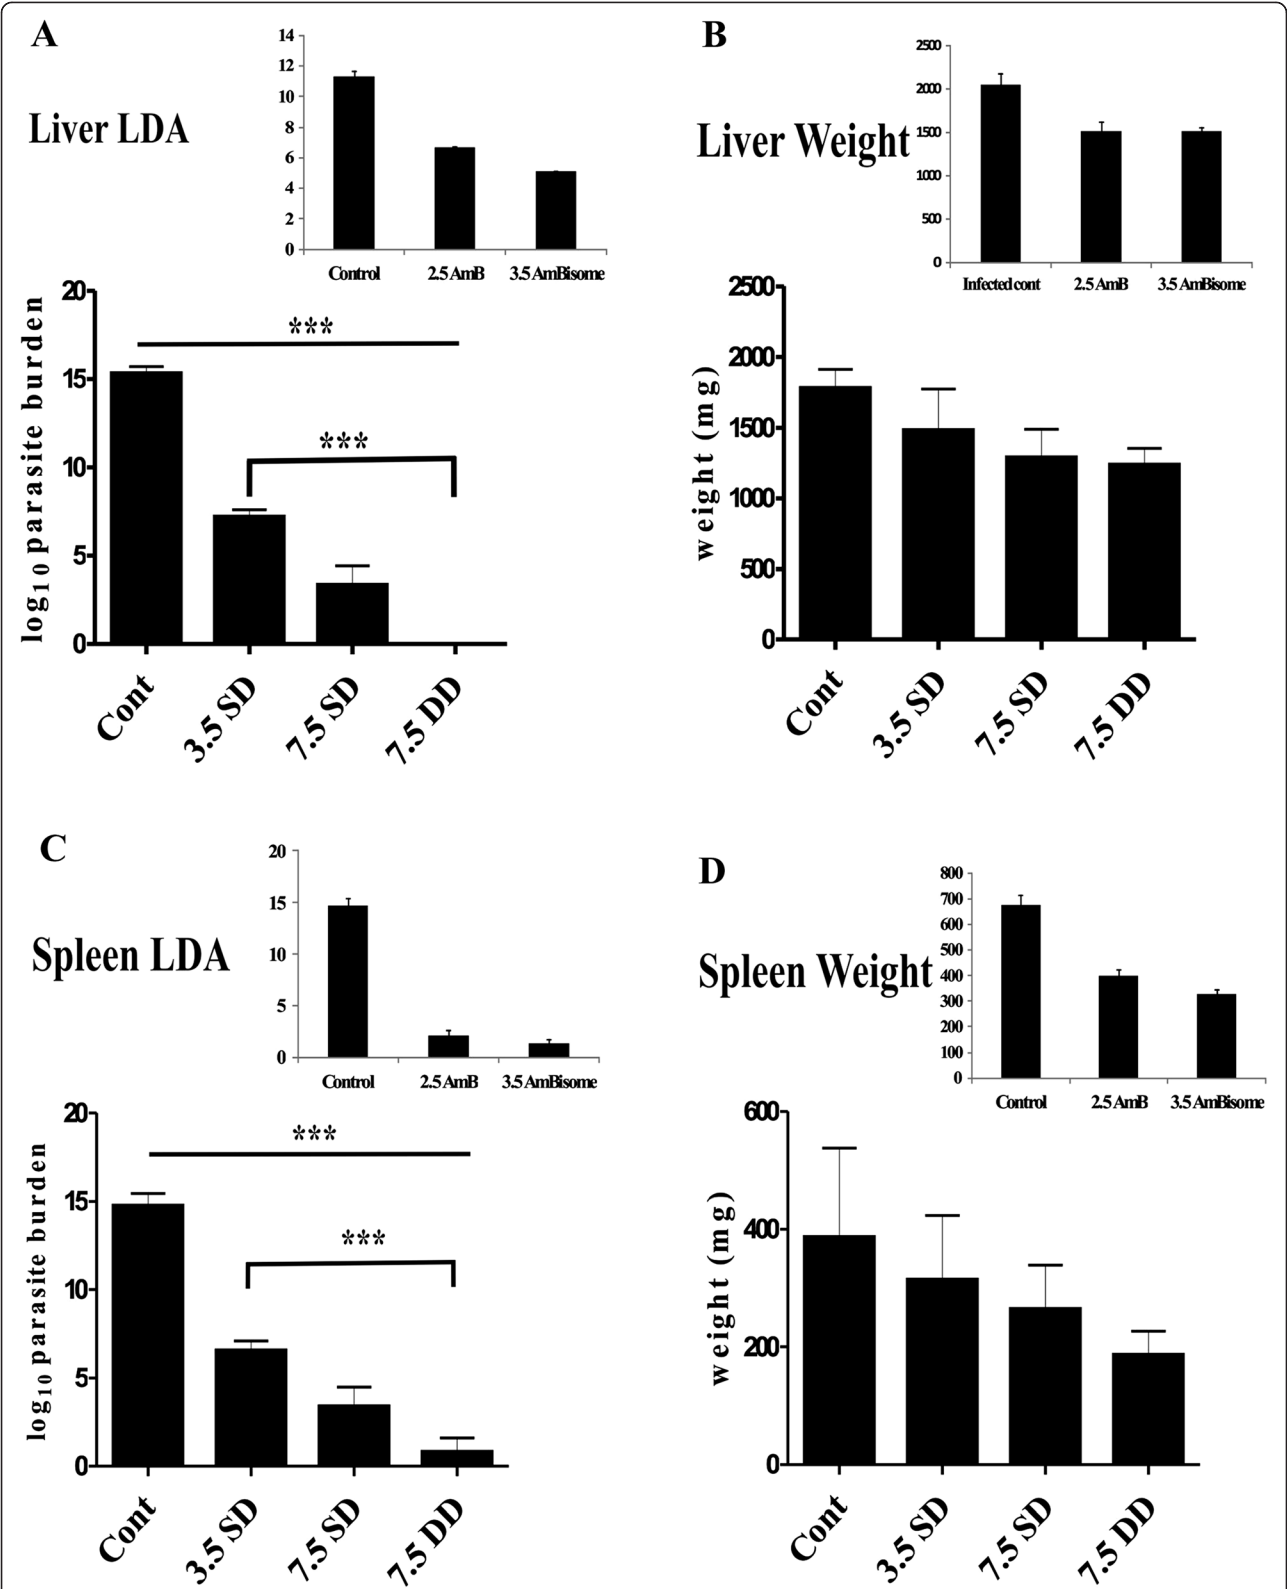 A
Liver LDA
14
12
10
8
6
4
2
0
Control 2.5 AmB 3.5 AmBisome
log10 parasite burden
20
15
10
5
0
***
***
Cont
3.5 SD
7.5 SD
7.5 DD
B
Liver Weight
2500
2000
1500
1000
500
0
Infected cont 2.5 AmB 3.5 AmBisome
weight (mg)
2500
2000
1500
1000
500
0
Cont
3.5 SD
7.5 SD
7.5 DD
C
Spleen LDA
20
15
10
5
0
Control 2.5 AmB 3.5 AmBisome
log10 parasite burden
20
15
10
5
0
***
***
Cont
3.5 SD
7.5 SD
7.5 DD
D
Spleen Weight
800
700
600
500
400
300
200
100
0
Control 2.5 AmB 3.5 AmBisome
weight (mg)
600
400
200
0
Cont
3.5 SD
7.5 SD
7.5 DD